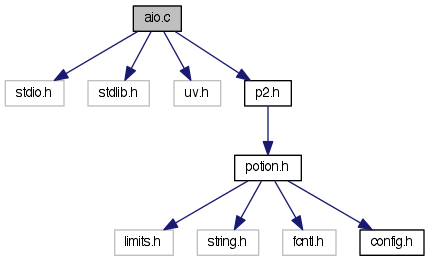 aio.c
stdio.h
stdlib.h
uv.h
p2.h
potion.h
limits.h
string.h
fcntl.h
config.h